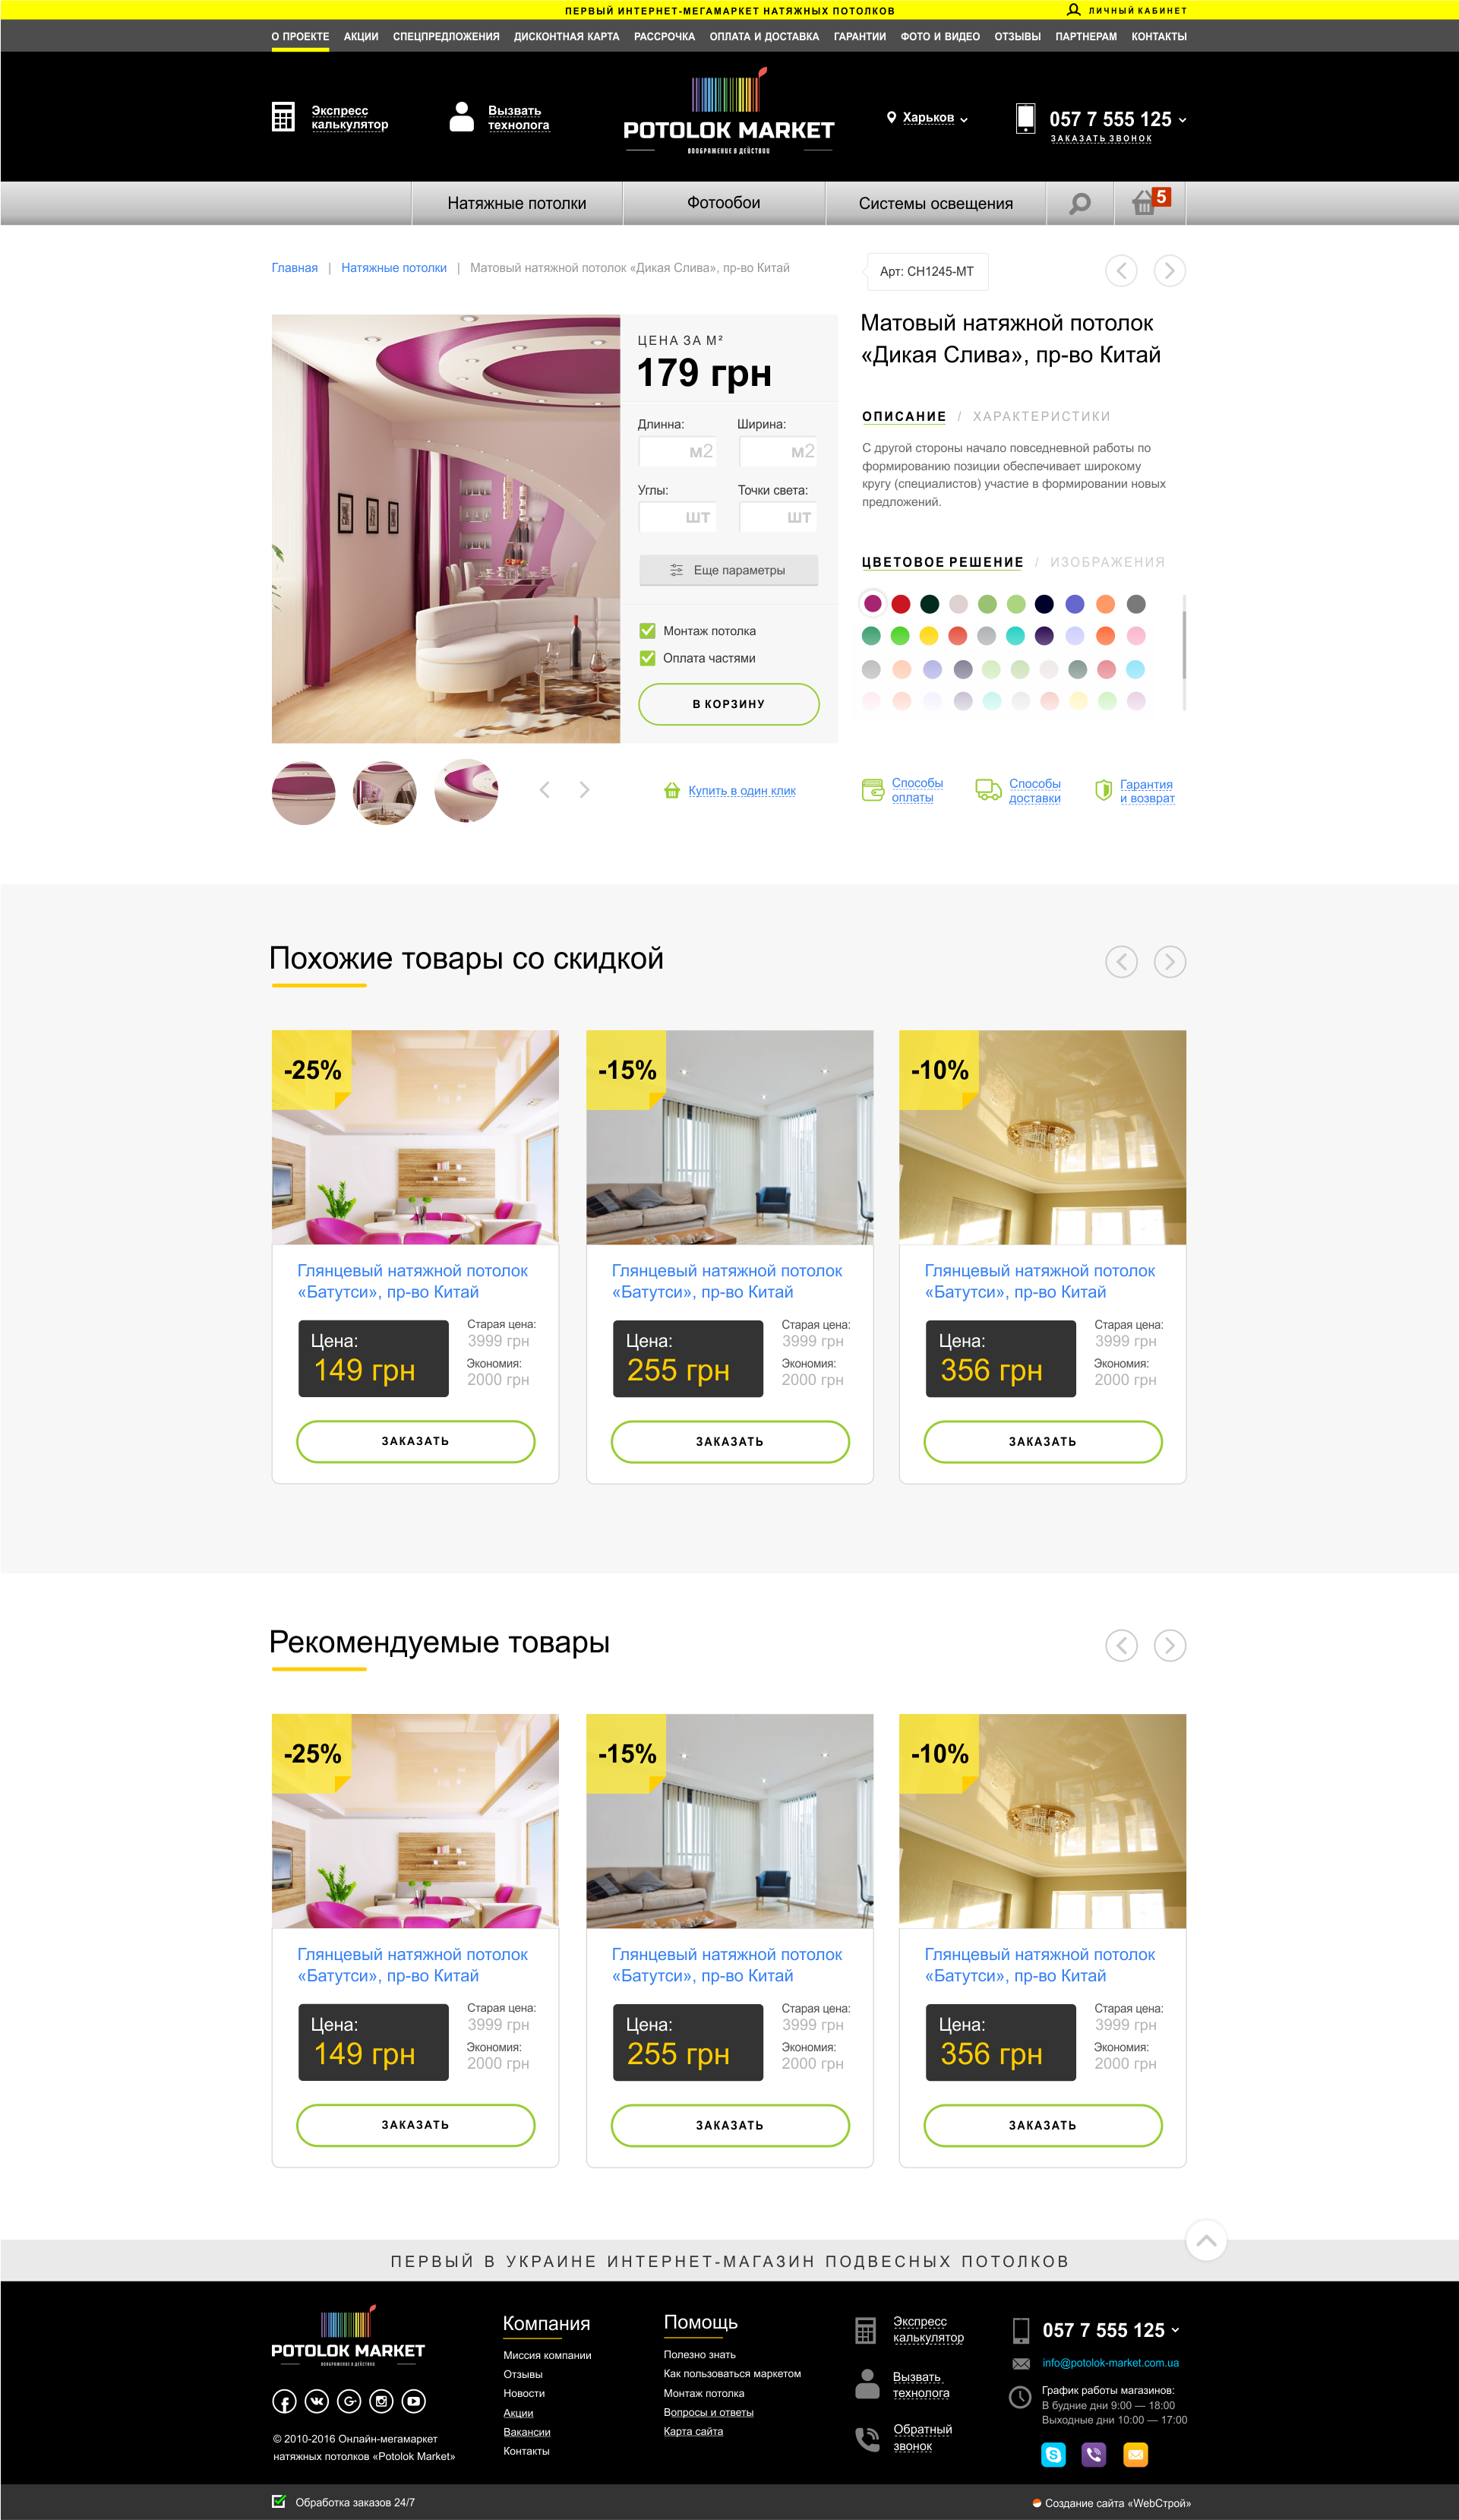 ПЕРВЫЙ ИНТЕРНЕТ-МЕГАМАРКЕТ НАТЯЖНЫХ ПОТОЛКОВ
ЛИЧНЫЙ КАБИНЕТ
О ПРОЕКТЕ АКЦИИ СПЕЦПРЕДЛОЖЕНИЯ ДИСКОНТНАЯ КАРТА РАССРОЧКА ОПЛАТА И ДОСТАВКА ГАРАНТИИ ФОТО И ВИДЕО ОТЗЫВЫ ПАРТНЕРАМ КОНТАКТЫ
Экспресс
калькулятор
Вызвать
технолога
POTOLOK MARKET
ВООБРАЖЕНИЕ В ДЕЙСТВИИ
Харьков
057 7 555 125
ЗАКАЗАТЬ ЗВОНОК
Натяжные потолки
Фотообои
Системы освещения
5
Главная | Натяжные потолки | Матовый натяжной потолок «Дикая Слива», пр-во Китай
Арт: CH1245-MT
ЦЕНА ЗА М²
179 грн
Длинна: Ширина:
м2 м2
Углы: Точки света:
шт шт
Еще параметры
Монтаж потолка
Оплата частями
В КОРЗИНУ
Купить в один клик
Матовый натяжной потолок
«Дикая Слива», пр-во Китай
ОПИСАНИЕ / ХАРАКТЕРИСТИКИ
С другой стороны начало повседневной работы по
формированию позиции обеспечивает широкому
кругу (специалистов) участие в формировании новых
предложений.
ЦВЕТОВОЕ РЕШЕНИЕ / ИЗОБРАЖЕНИЯ
Способы
оплаты
Способы
доставки
Гарантия
и возврат
Похожие товары со скидкой
-25%
Глянцевый натяжной потолок
«Батутси», пр-во Китай
Цена:
149 грн
Старая цена:
3999 грн
Экономия:
2000 грн
ЗАКАЗАТЬ
-15%
Глянцевый натяжной потолок
«Батутси», пр-во Китай
Цена:
255 грн
Старая цена:
3999 грн
Экономия:
2000 грн
ЗАКАЗАТЬ
-10%
Глянцевый натяжной потолок
«Батутси», пр-во Китай
Цена:
356 грн
Старая цена:
3999 грн
Экономия:
2000 грн
ЗАКАЗАТЬ
Рекомендуемые товары
-25%
Глянцевый натяжной потолок
«Батутси», пр-во Китай
Цена:
149 грн
Старая цена:
3999 грн
Экономия:
2000 грн
ЗАКАЗАТЬ
-15%
Глянцевый натяжной потолок
«Батутси», пр-во Китай
Цена:
255 грн
Старая цена:
3999 грн
Экономия:
2000 грн
ЗАКАЗАТЬ
-10%
Глянцевый натяжной потолок
«Батутси», пр-во Китай
Цена:
356 грн
Старая цена:
3999 грн
Экономия:
2000 грн
ЗАКАЗАТЬ
ПЕРВЫЙ В УКРАИНЕ ИНТЕРНЕТ-МАГАЗИН ПОДВЕСНЫХ ПОТОЛКОВ
POTOLOK MARKET
ВООБРАЖЕНИЕ В ДЕЙСТВИИ
© 2010-2016 Онлайн-мегамаркет
натяжных потолков «Potolok Market»
Компания
Миссия компании
Отзывы
Новости
Акции
Вакансии
Контакты
Помощь
Полезно знать
Как пользоваться маркетом
Монтаж потолка
Вопросы и ответы
Карта сайта
Экспресс
калькулятор
Вызвать
технолога
Обратный
звонок
057 7 555 125
info@potolok-market.com.ua
График работы магазинов:
В будние дни 9:00 — 18:00
Выходные дни 10:00 — 17:00
Обработка заказов 24/7
Создание сайта «WebСтрой»